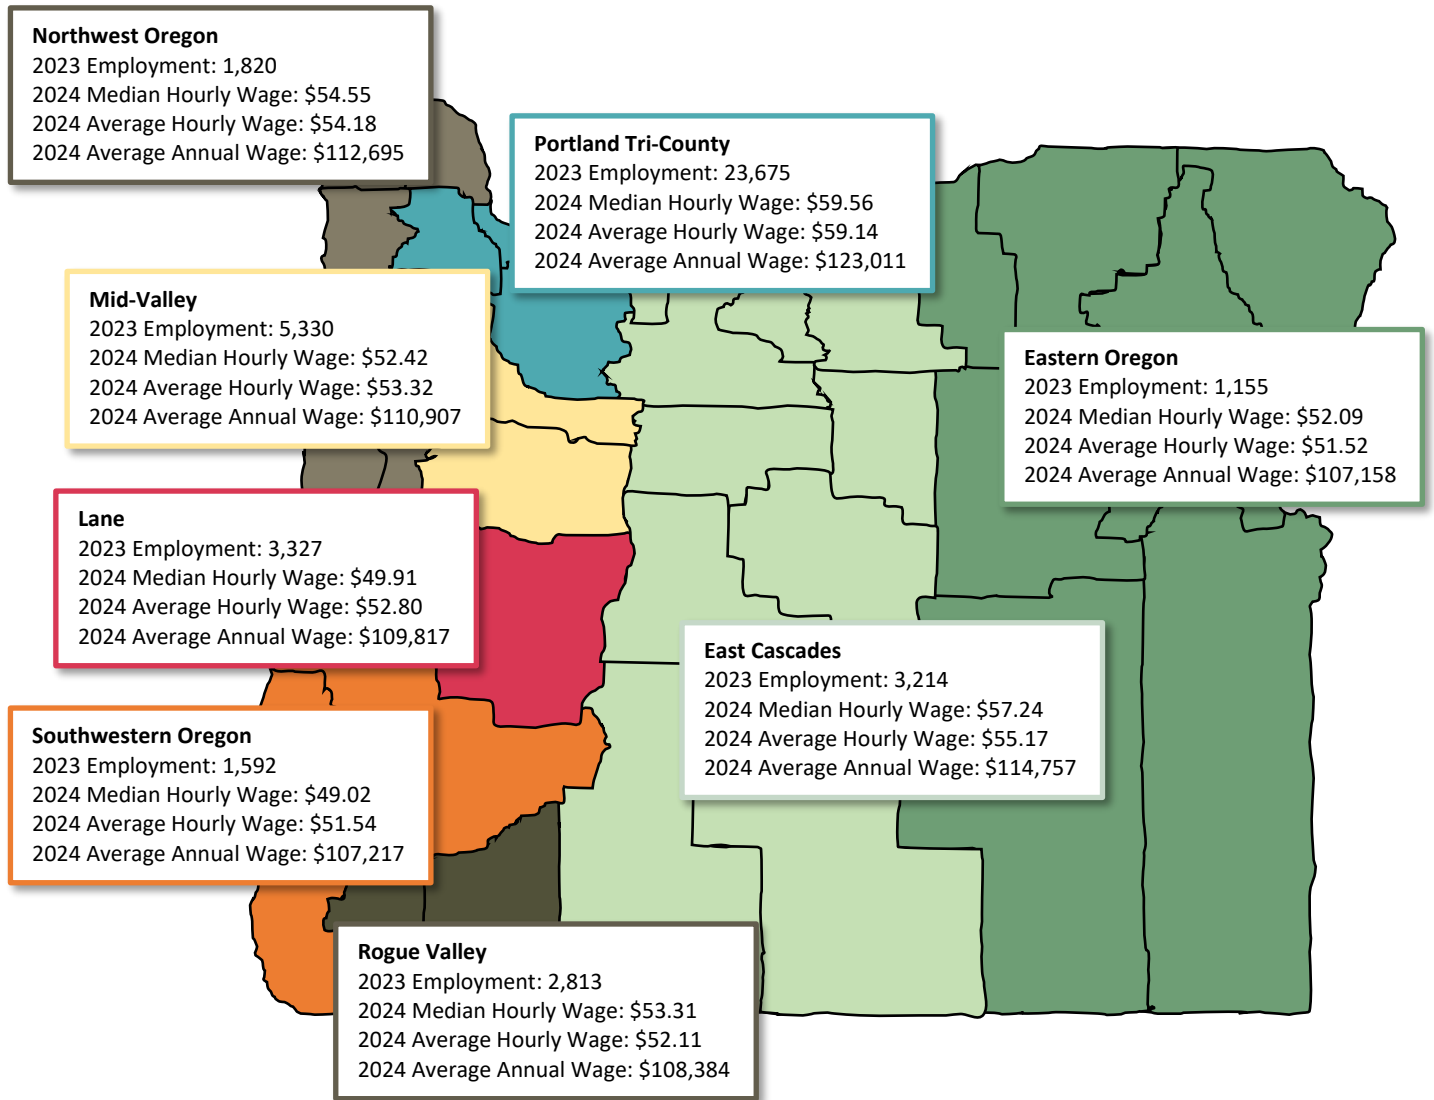 Northwest Oregon
2023 Employment: 1,820
2024 Median Hourly Wage: $54.55
2024 Average Hourly Wage: $54.18
2024 Average Annual Wage: $112,695
Portland Tri-County
2023 Employment: 23,675
2024 Median Hourly Wage: $59.56
2024 Average Hourly Wage: $59.14
2024 Average Annual Wage: $123,011
Mid-Valley
2023 Employment: 5,330
2024 Median Hourly Wage: $52.42
2024 Average Hourly Wage: $53.32
2024 Average Annual Wage: $110,907
Eastern Oregon
2023 Employment: 1,155
2024 Median Hourly Wage: $52.09
2024 Average Hourly Wage: $51.52
2024 Average Annual Wage: $107,158
Lane
2023 Employment: 3,327
2024 Median Hourly Wage: $49.91
2024 Average Hourly Wage: $52.80
2024 Average Annual Wage: $109,817
East Cascades
2023 Employment: 3,214
2024 Median Hourly Wage: $57.24
2024 Average Hourly Wage: $55.17
2024 Average Annual Wage: $114,757
Southwestern Oregon
2023 Employment: 1,592
2024 Median Hourly Wage: $49.02
2024 Average Hourly Wage: $51.54
2024 Average Annual Wage: $107,217
Rogue Valley
2023 Employment: 2,813
2024 Median Hourly Wage: $53.31
2024 Average Hourly Wage: $52.11
2024 Average Annual Wage: $108,384